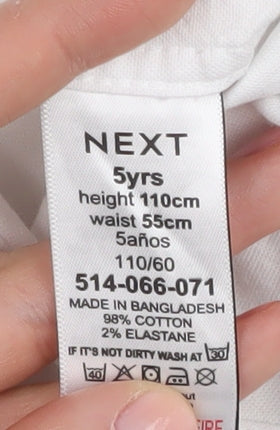 NEXT
5yrs
height 110cm
waist 55cm
5años
110/60
514-066-071
MADE IN BANGLADESH
98% COTTON
2% ELASTANE
IF IT'S NOT DIRTY WASH AT 30
40